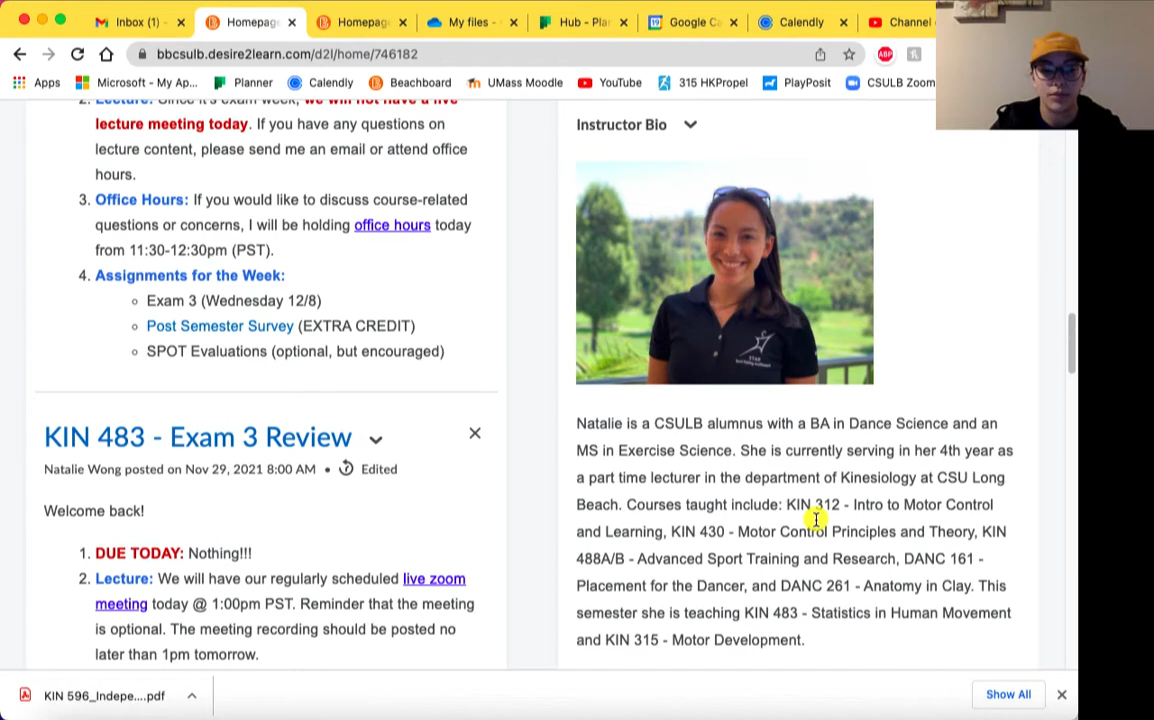 Inbox (1) -
Homepag
Homepag
My files -
Hub - Plan
Google Ca
Calendly
Channel
bbcsulb.desire2learn.com/d2l/home/746182
ABP
Apps
Microsoft - My Ap...
Planner
Calendly
Beachboard
UMass Moodle
YouTube
315 HKPropel
PlayPosit
CSULB Zoom
2. Lecture: Since it's exam week, we will not have a live
lecture meeting today. If you have any questions on
lecture content, please send me an email or attend office
hours.
3. Office Hours: If you would like to discuss course-related
questions or concerns, I will be holding office hours today
from 11:30-12:30pm (PST).
4. Assignments for the Week:
Exam 3 (Wednesday 12/8)
Post Semester Survey (EXTRA CREDIT)
SPOT Evaluations (optional, but encouraged)
KIN 483 - Exam 3 Review
Natalie Wong posted on Nov 29, 2021 8:00 AM • Edited
Welcome back!
1. DUE TODAY: Nothing!!!
2. Lecture: We will have our regularly scheduled live zoom
meeting today @ 1:00pm PST. Reminder that the meeting
is optional. The meeting recording should be posted no
later than 1pm tomorrow.
Instructor Bio
Natalie is a CSULB alumnus with a BA in Dance Science and an
MS in Exercise Science. She is currently serving in her 4th year as
a part time lecturer in the department of Kinesiology at CSU Long
Beach. Courses taught include: KIN 312 - Intro to Motor Control
and Learning, KIN 430 - Motor Control Principles and Theory, KIN
488A/B - Advanced Sport Training and Research, DANC 161 -
Placement for the Dancer, and DANC 261 - Anatomy in Clay. This
semester she is teaching KIN 483 - Statistics in Human Movement
and KIN 315 - Motor Development.
KIN 596_Indepe....pdf
Show All